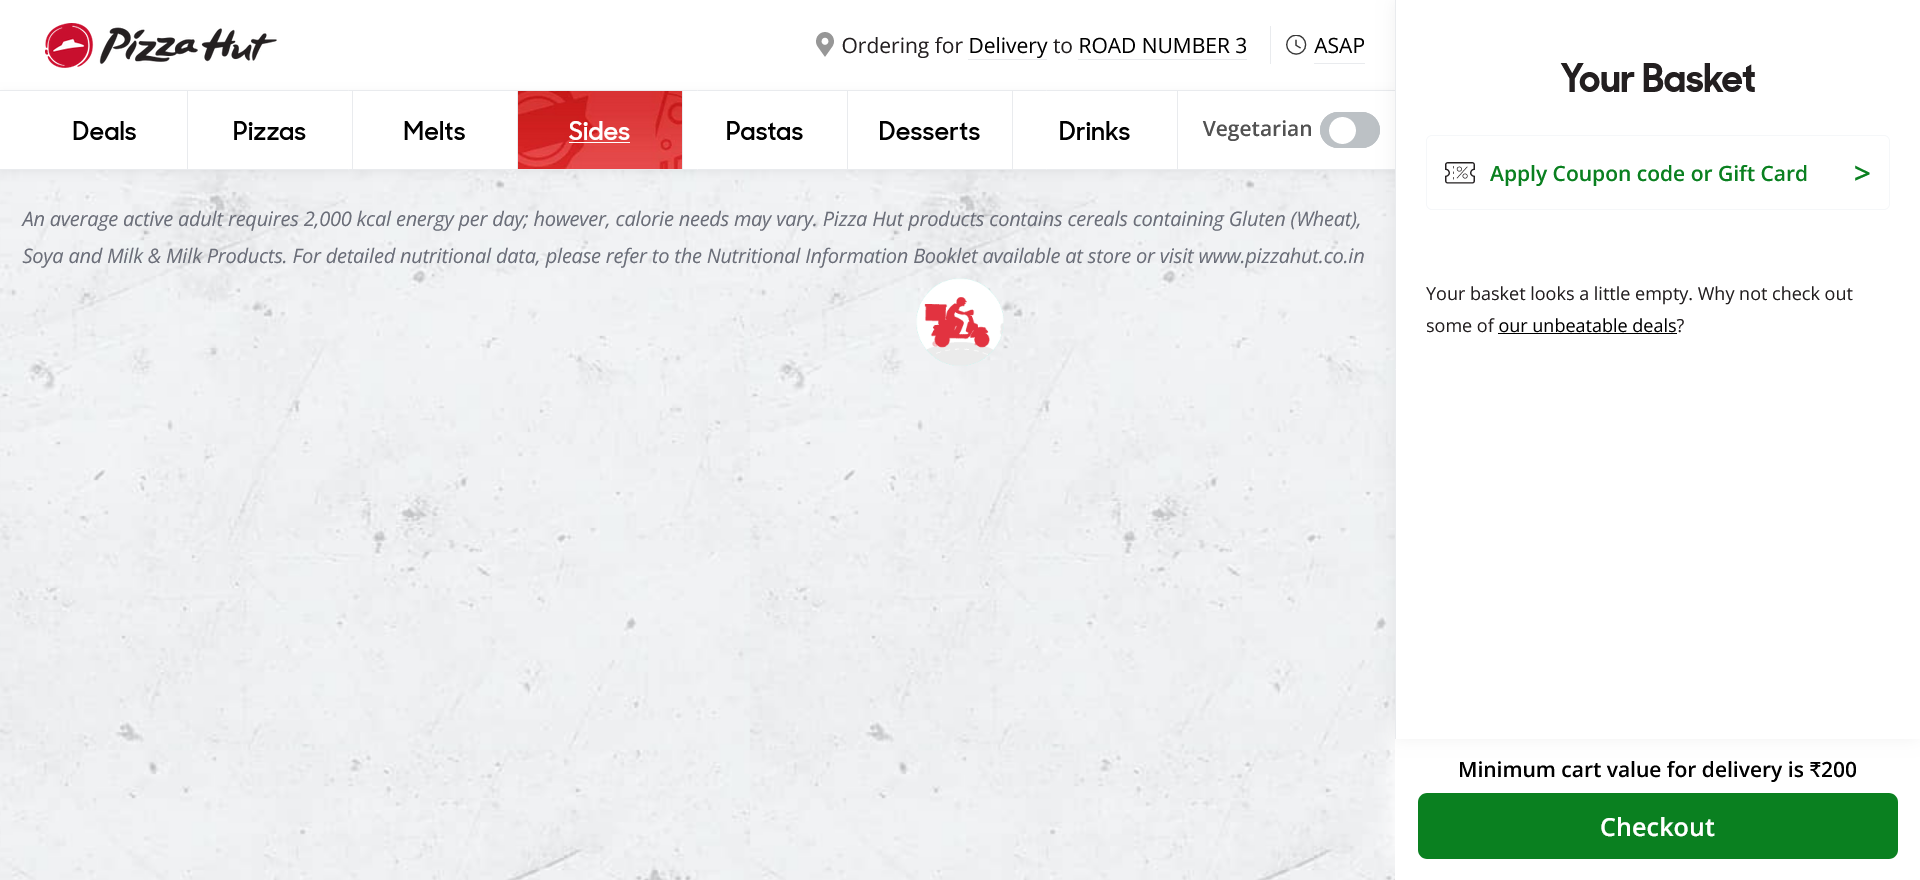 Pizza Hut
Ordering for Delivery to ROAD NUMBER 3
ASAP
Deals
Pizzas
Melts
Sides
Pastas
Desserts
Drinks
Vegetarian
An average active adult requires 2,000 kcal energy per day; however, calorie needs may vary. Pizza Hut products contains cereals containing Gluten (Wheat),
Soya and Milk & Milk Products. For detailed nutritional data, please refer to the Nutritional Information Booklet available at store or visit www.pizzahut.co.in
Your Basket
Apply Coupon code or Gift Card >
Your basket looks a little empty. Why not check out
some of our unbeatable deals?
Minimum cart value for delivery is ₹200
Checkout